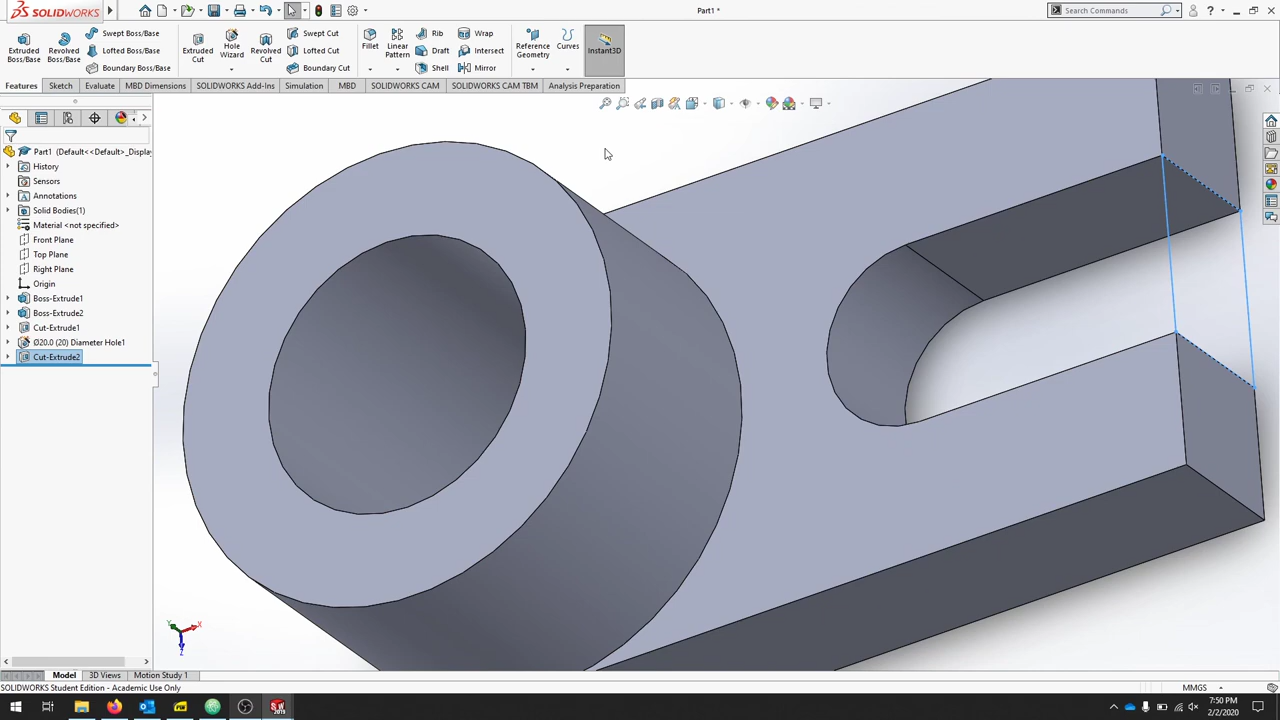 SOLIDWORKS
Part1 *
Search Commands
Extruded Boss/Base
Revolved Boss/Base
Swept Boss/Base
Lofted Boss/Base
Boundary Boss/Base
Extruded Cut
Hole Wizard
Revolved Cut
Swept Cut
Lofted Cut
Boundary Cut
Fillet
Linear Pattern
Rib
Draft
Shell
Wrap
Intersect
Mirror
Reference Geometry
Curves
Instant3D
Features
Sketch
Evaluate
MBD Dimensions
SOLIDWORKS Add-Ins
Simulation
MBD
SOLIDWORKS CAM
SOLIDWORKS CAM TBM
Analysis Preparation
Part1 (Default<<Default>_Display
History
Sensors
Annotations
Solid Bodies(1)
Material <not specified>
Front Plane
Top Plane
Right Plane
Origin
Boss-Extrude1
Boss-Extrude2
Cut-Extrude1
Ø20.0 (20) Diameter Hole1
Cut-Extrude2
Y
X
Z
Model
3D Views
Motion Study 1
SOLIDWORKS Student Edition - Academic Use Only
MMGS
7:50 PM
2/2/2020